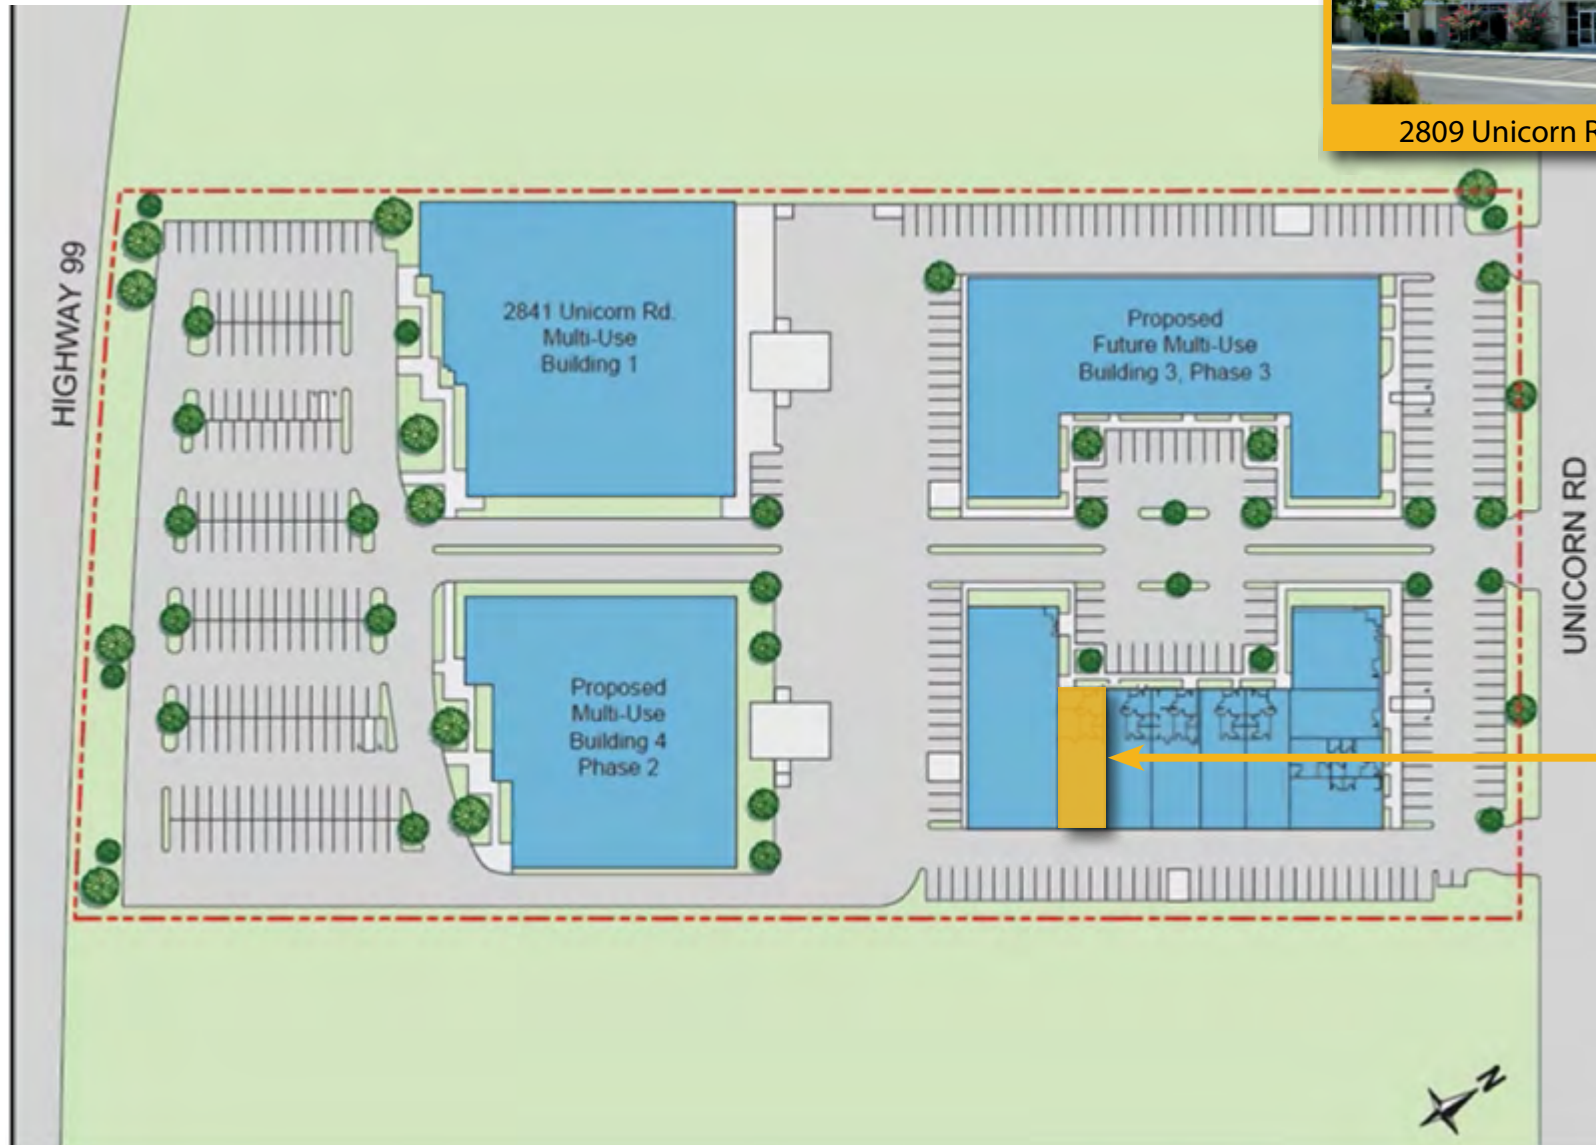 2809 Unicorn R
HIGHWAY 99
2841 Unicorn Rd.
Multi-Use
Building 1
Proposed
Future Multi-Use
Building 3, Phase 3
UNICORN RD
Proposed
Multi-Use
Building 4
Phase 2
N